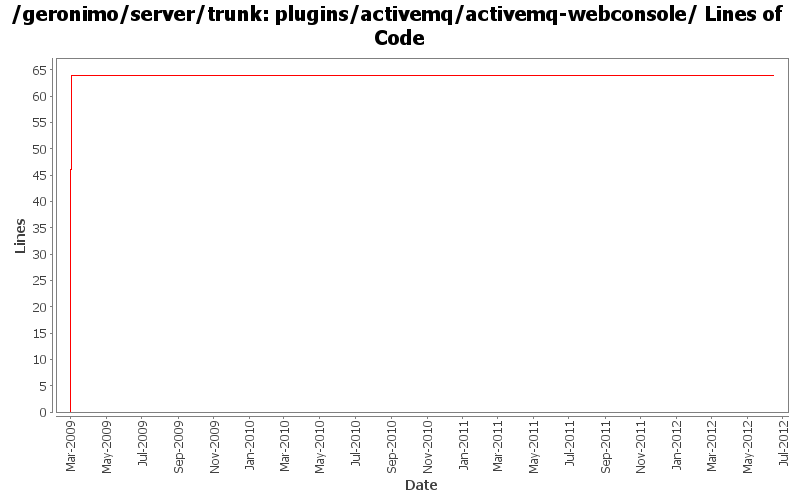 /geronimo/server/trunk: plugins/activemq/activemq-webconsole/ Lines of
Code
65
60
55
50
45
40
35
30
25
20
15
10
5
0
Lines
Mar-2009
May-2009
Jul-2009
Sep-2009
Nov-2009
Jan-2010
Mar-2010
May-2010
Jul-2010
Sep-2010
Nov-2010
Jan-2011
Mar-2011
May-2011
Jul-2011
Sep-2011
Nov-2011
Jan-2012
Mar-2012
May-2012
Jul-2012
Date